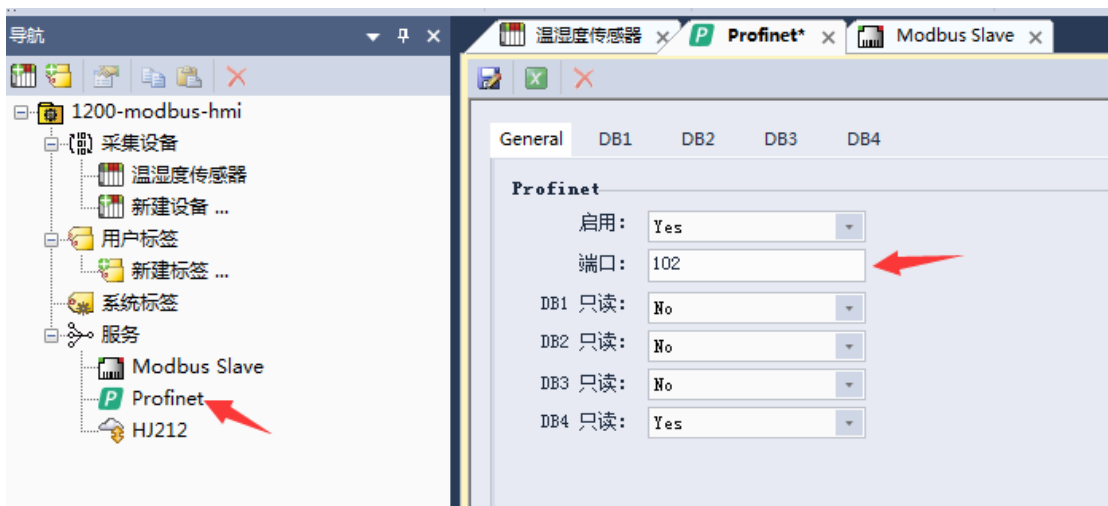 导航
1200-modbus-hmi
采集设备
温湿度传感器
新建设备 ...
用户标签
新建标签 ...
系统标签
服务
Modbus Slave
Profinet
HJ212
温湿度传感器
Profinet*
Modbus Slave
General DB1 DB2 DB3 DB4
Profinet
启用: Yes
端口: 102
DB1 只读: No
DB2 只读: No
DB3 只读: No
DB4 只读: Yes